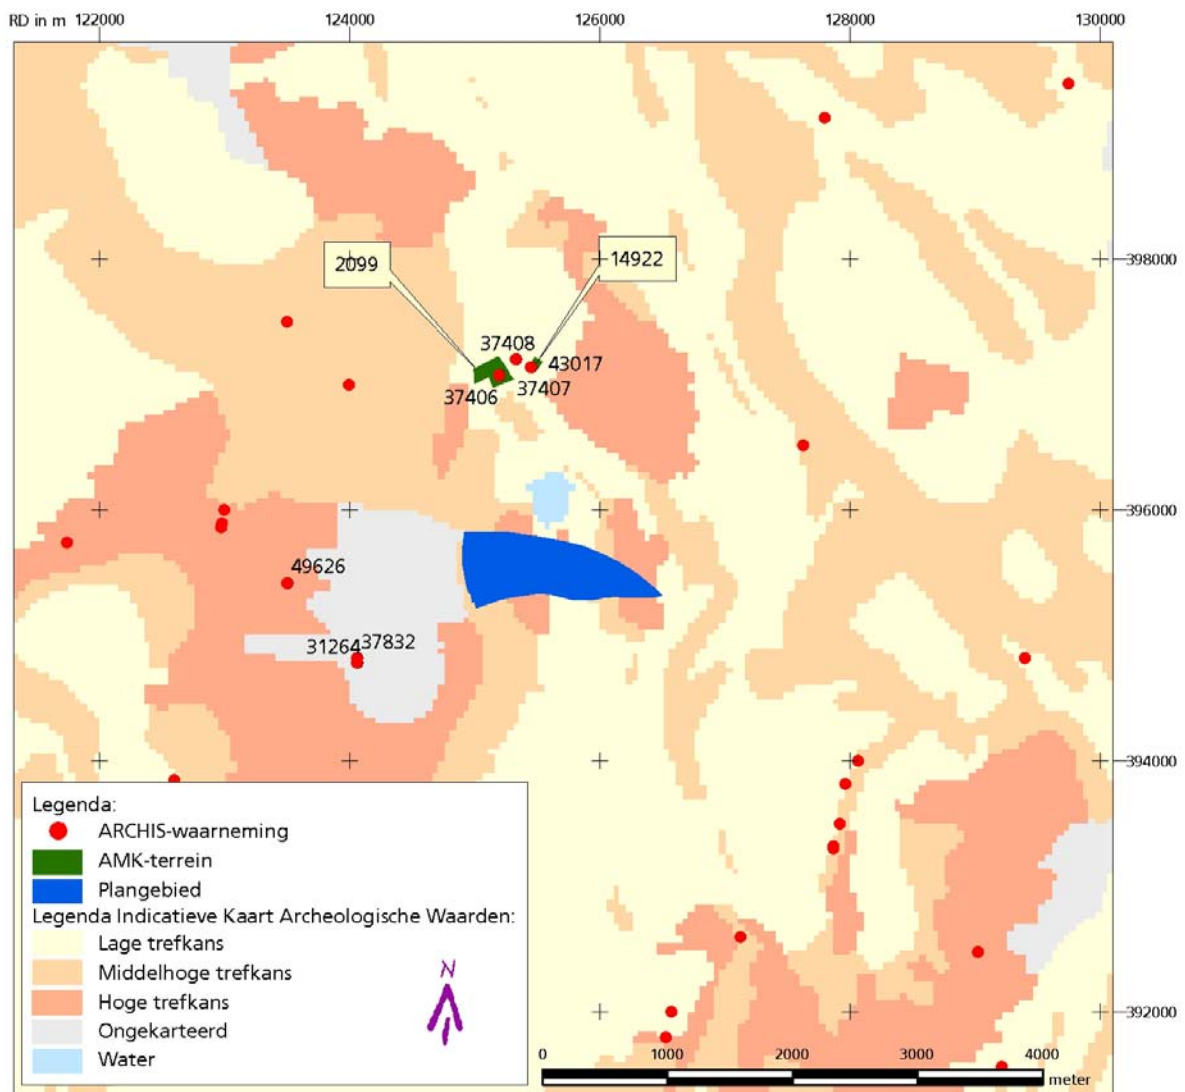 RD in m 122000 124000 126000 128000 130000
398000
2099
14922
37408
43017
37406
37407
396000
49626
31264
37832
394000
Legenda:
ARCHIS-waarneming
AMK-terrein
Plangebied
Legenda Indicatieve Kaart Archeologische Waarden:
Lage trefkans
Middelhoge trefkans
Hoge trefkans
Ongekarteerd
Water
N
392000
0 1000 2000 3000 4000
meter